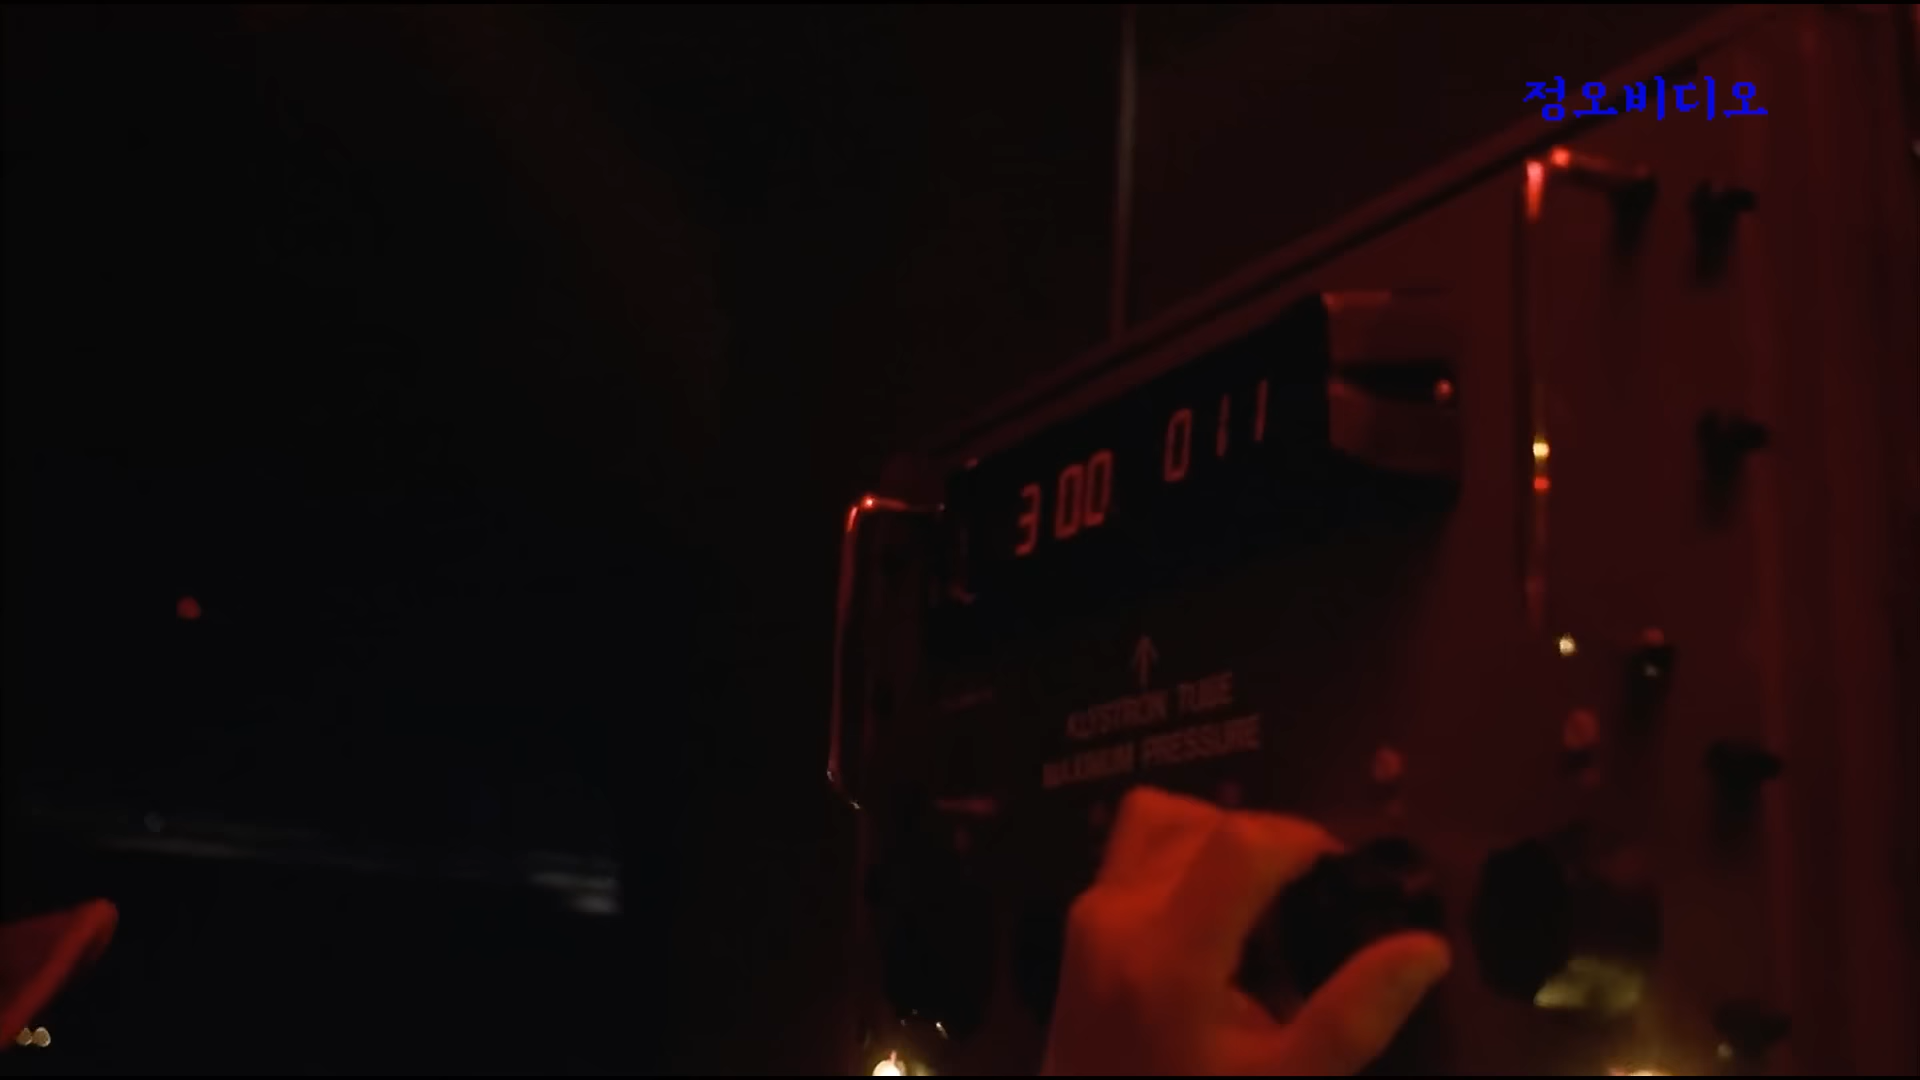 정오비디오
300 011
↑
KLYSTRON TUBE
MAXIMUM PRESSURE